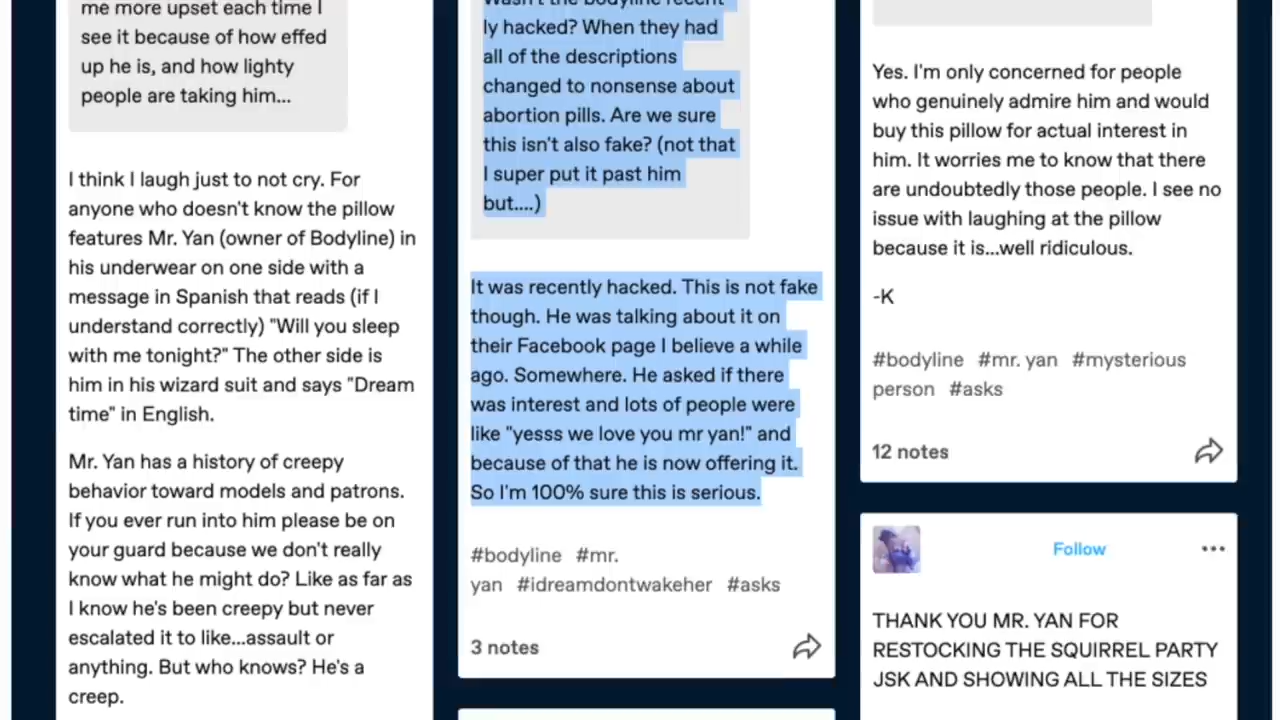 me more upset each time I
see it because of how effed
up he is, and how lighty
people are taking him...
I think I laugh just to not cry. For
anyone who doesn't know the pillow
features Mr. Yan (owner of Bodyline) in
his underwear on one side with a
message in Spanish that reads (if I
understand correctly) "Will you sleep
with me tonight?" The other side is
him in his wizard suit and says "Dream
time" in English.
Mr. Yan has a history of creepy
behavior toward models and patrons.
If you ever run into him please be on
your guard because we don't really
know what he might do? Like as far as
I know he's been creepy but never
escalated it to like...assault or
anything. But who knows? He's a
creep.
Wasn't the bodyline recent
ly hacked? When they had
all of the descriptions
changed to nonsense about
abortion pills. Are we sure
this isn't also fake? (not that
I super put it past him
but....)
It was recently hacked. This is not fake
though. He was talking about it on
their Facebook page I believe a while
ago. Somewhere. He asked if there
was interest and lots of people were
like "yesss we love you mr yan!" and
because of that he is now offering it.
So I'm 100% sure this is serious.
#bodyline #mr.
yan #idreamdontwakeher #asks
3 notes
Yes. I'm only concerned for people
who genuinely admire him and would
buy this pillow for actual interest in
him. It worries me to know that there
are undoubtedly those people. I see no
issue with laughing at the pillow
because it is...well ridiculous.
-K
#bodyline #mr. yan #mysterious
person #asks
12 notes
Follow
THANK YOU MR. YAN FOR
RESTOCKING THE SQUIRREL PARTY
JSK AND SHOWING ALL THE SIZES